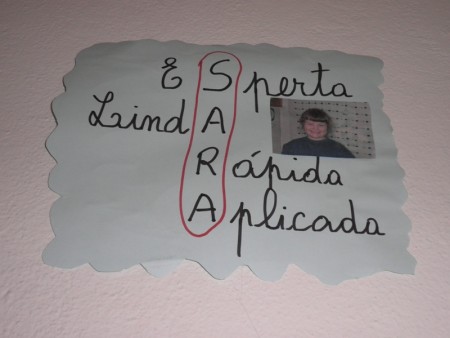 ESperta
LindA
Rápida
Aplicada